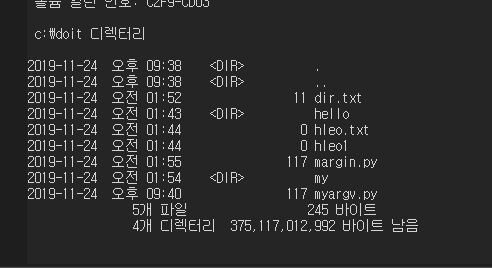 볼륨 일련 번호: C2F9-CD03
c:\doit 디렉터리
2019-11-24 오후 09:38 <DIR> .
2019-11-24 오후 09:38 <DIR> ..
2019-11-24 오전 01:52 11 dir.txt
2019-11-24 오전 01:43 <DIR> hello
2019-11-24 오전 01:44 0 hleo.txt
2019-11-24 오전 01:44 0 hleo1
2019-11-24 오전 01:55 117 margin.py
2019-11-24 오전 01:54 <DIR> my
2019-11-24 오후 09:40 117 myargv.py
5개 파일 245 바이트
4개 디렉터리 375,117,012,992 바이트 남음